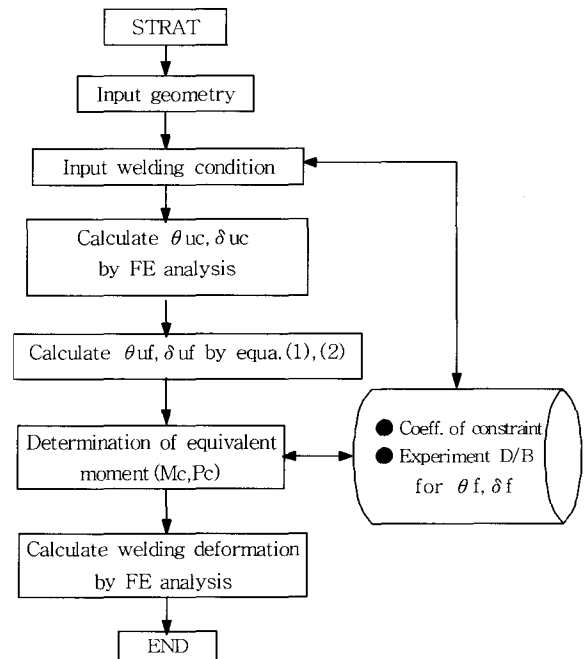 STRAT
Input geometry
Input welding condition
Calculate θuc, δuc
by FE analysis
Calculate θuf, δuf by equa.(1),(2)
Determination of equivalent
moment(Mc,Pc)
● Coeff. of constraint
● Experiment D/B
for θf, δf
Calculate welding deformation
by FE analysis
END